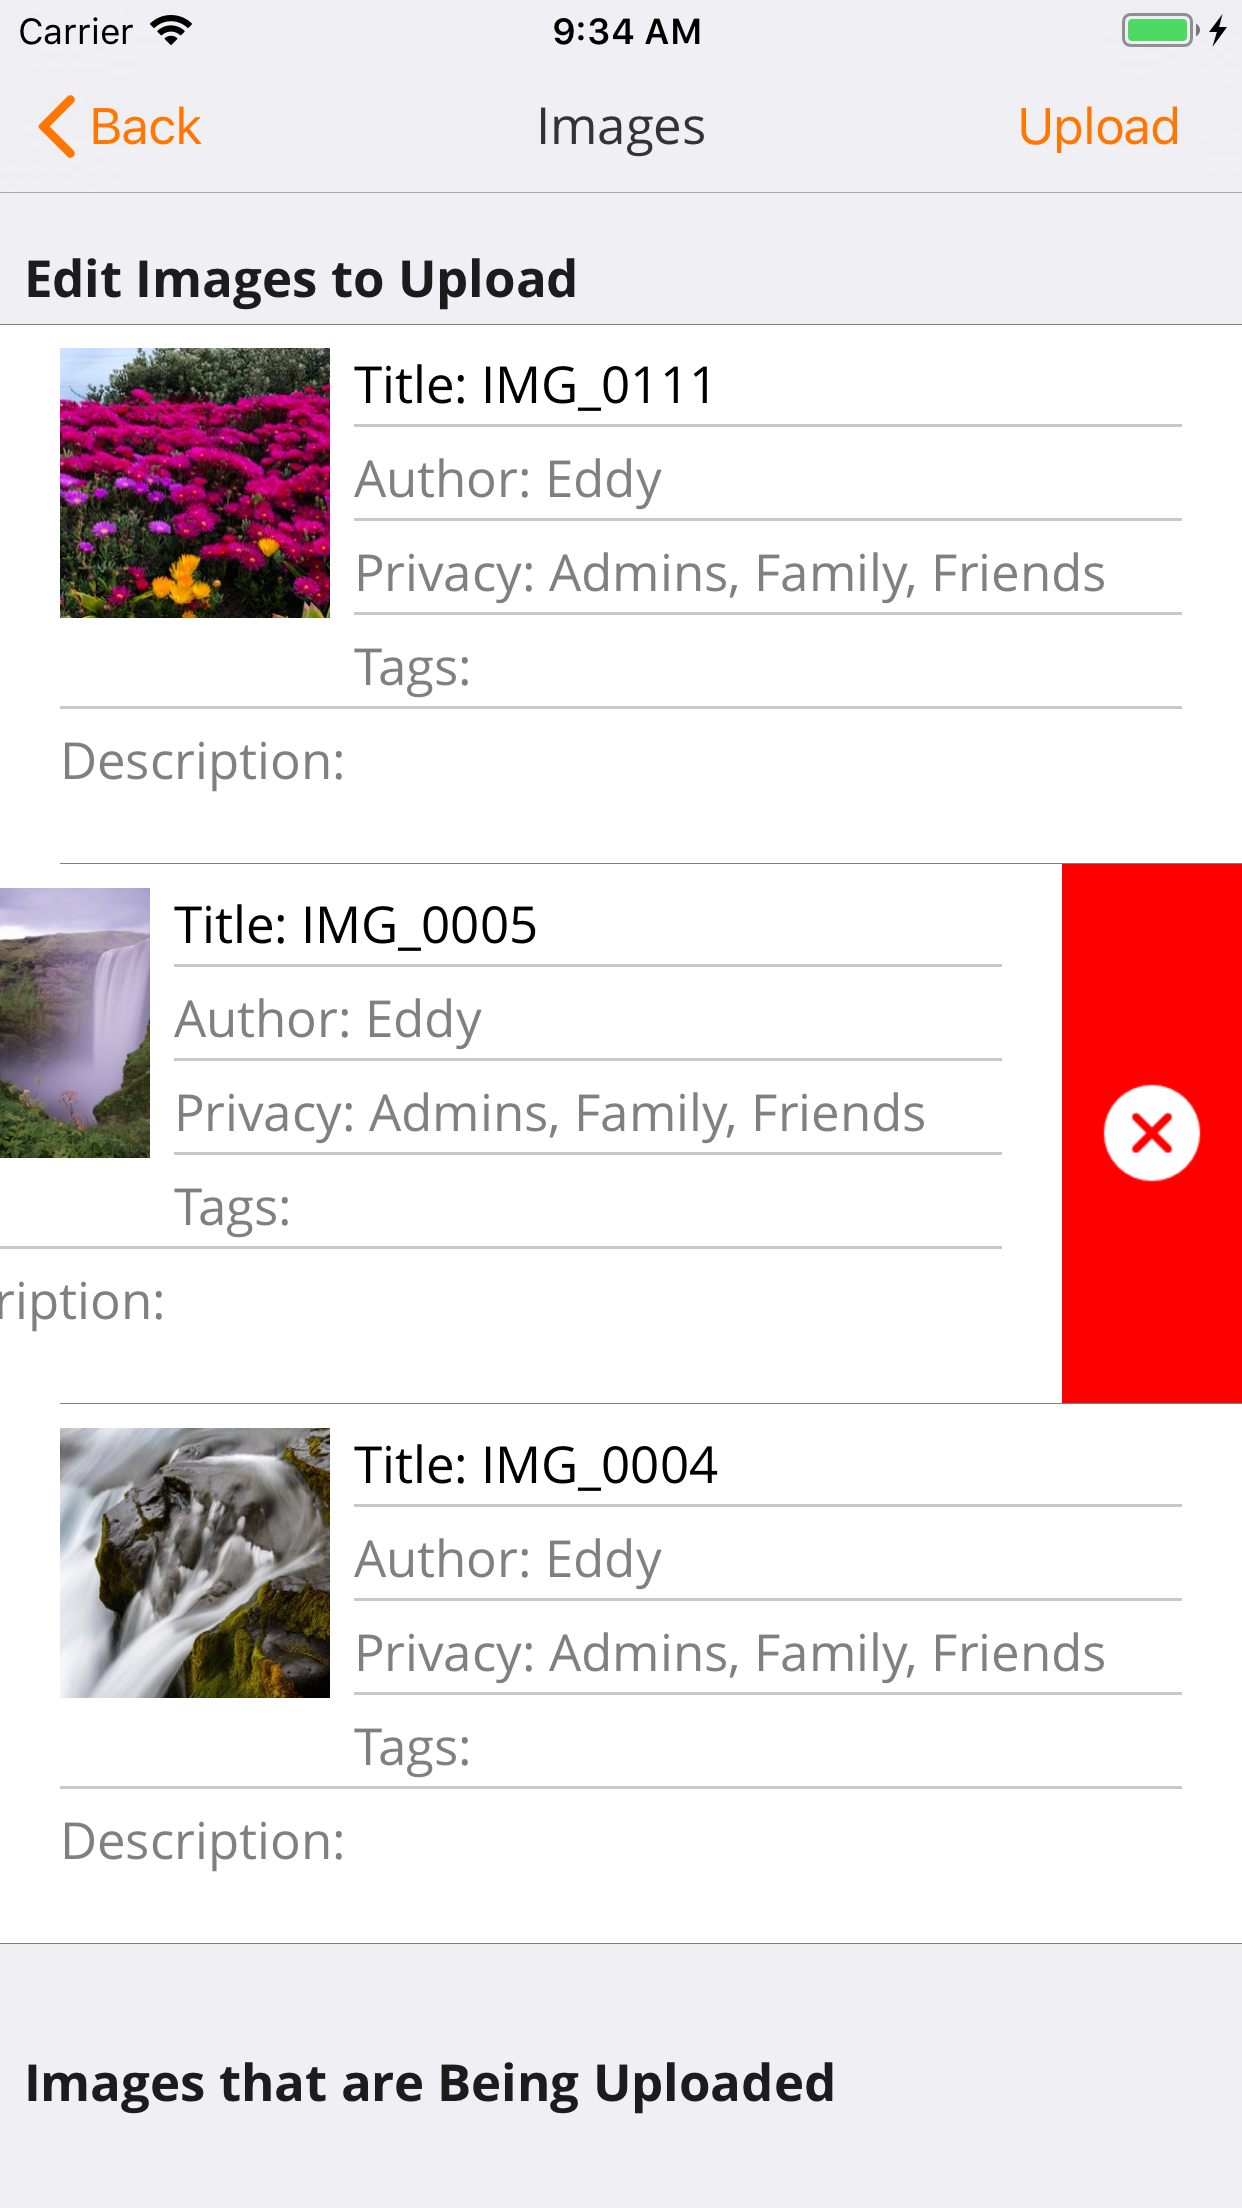 Carrier 9:34 AM
Back Images Upload
Edit Images to Upload
Title: IMG_0111
Author: Eddy
Privacy: Admins, Family, Friends
Tags:
Description:
Title: IMG_0005
Author: Eddy
Privacy: Admins, Family, Friends
Tags:
ription:
Title: IMG_0004
Author: Eddy
Privacy: Admins, Family, Friends
Tags:
Description:
Images that are Being Uploaded